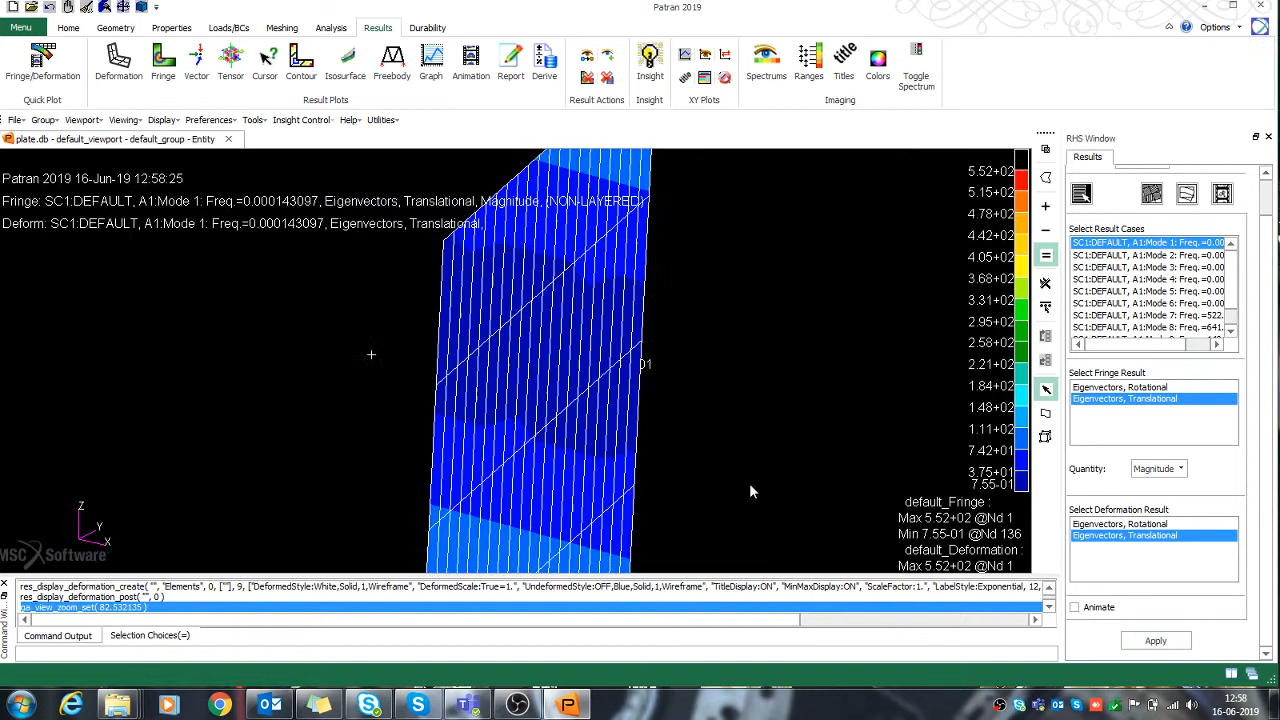 Patran 2019
Menu Home Geometry Properties Loads/BCs Meshing Analysis Results Durability Options
Fringe/Deformation Deformation Fringe Vector Tensor Cursor Contour Isosurface Freebody Graph Animation Report Derive Insight Spectrums Ranges Titles Colors Toggle Spectrum
Quick Plot Result Plots Result Actions Insight XY Plots Imaging
File Group Viewport Viewing Display Preferences Tools Insight Control Help Utilities
plate.db - default_viewport - default_group - Entity
RHS Window
Results
Patran 2019 16-Jun-19 12:58:25
Fringe: SC1:DEFAULT, A1:Mode 1: Freq.=0.000143097, Eigenvectors, Translational, Magnitude, (NON-LAYERED)
Deform: SC1:DEFAULT, A1:Mode 1: Freq.=0.000143097, Eigenvectors, Translational,
5.52+02
5.15+02
4.78+02
4.42+02
4.05+02
3.68+02
3.31+02
2.95+02
2.58+02
2.21+02
1.84+02
1.48+02
1.11+02
7.42+01
3.75+01
7.55-01
01
default_Fringe :
Max 5.52+02 @Nd 1
Min 7.55-01 @Nd 136
default_Deformation :
Max 5.52+02 @Nd 1
Z
Y
X
MSC Software
Select Result Cases
SC1:DEFAULT, A1:Mode 1: Freq.=0.00
SC1:DEFAULT, A1:Mode 2: Freq.=0.00
SC1:DEFAULT, A1:Mode 3: Freq.=0.00
SC1:DEFAULT, A1:Mode 4: Freq.=0.00
SC1:DEFAULT, A1:Mode 5: Freq.=0.00
SC1:DEFAULT, A1:Mode 6: Freq.=0.00
SC1:DEFAULT, A1:Mode 7: Freq.=522.
SC1:DEFAULT, A1:Mode 8: Freq.=641.
Select Fringe Result
Eigenvectors, Rotational
Eigenvectors, Translational
Quantity: Magnitude
Select Deformation Result
Eigenvectors, Rotational
Eigenvectors, Translational
Animate
Apply
res_display_deformation_create( "", "Elements", 0, [""], 9, ["DeformedStyle:White,Solid,1,Wireframe", "DeformedScale:True=1.", "UndeformedStyle:OFF,Blue,Solid,1,Wireframe", "TitleDisplay:ON", "MinMaxDisplay:ON", "ScaleFactor:1.", "LabelStyle:Exponential, 12,
res_display_deformation_post( "", 0 )
ga_view_zoom_set( 82.532135 )
Command Output Selection Choices(=)
12:58
16-06-2019